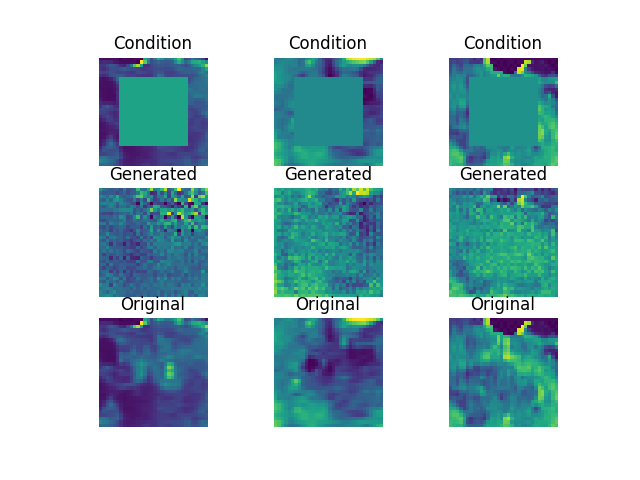 Condition Condition Condition
Generated Generated Generated
Original Original Original